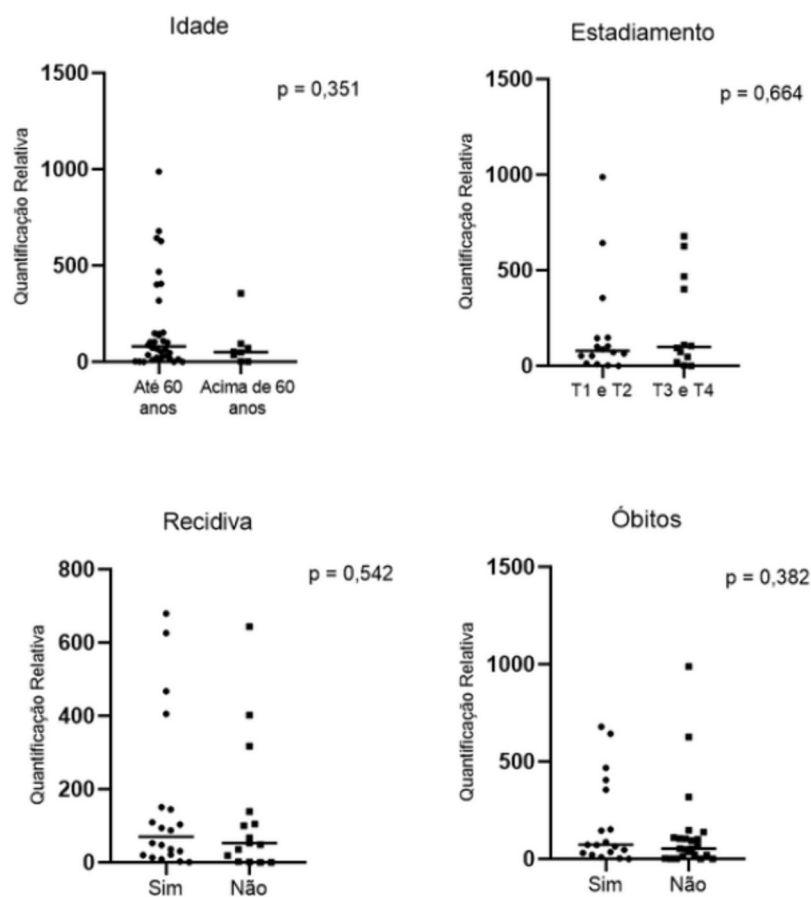 Idade
p = 0,351
Quantificação Relativa
1500
1000
500
0
Até 60
anos
Acima de 60
anos
Estadiamento
p = 0,664
Quantificação Relativa
1500
1000
500
0
T1 e T2
T3 e T4
Recidiva
p = 0,542
Quantificação Relativa
800
600
400
200
0
Sim
Não
Óbitos
p = 0,382
Quantificação Relativa
1500
1000
500
0
Sim
Não